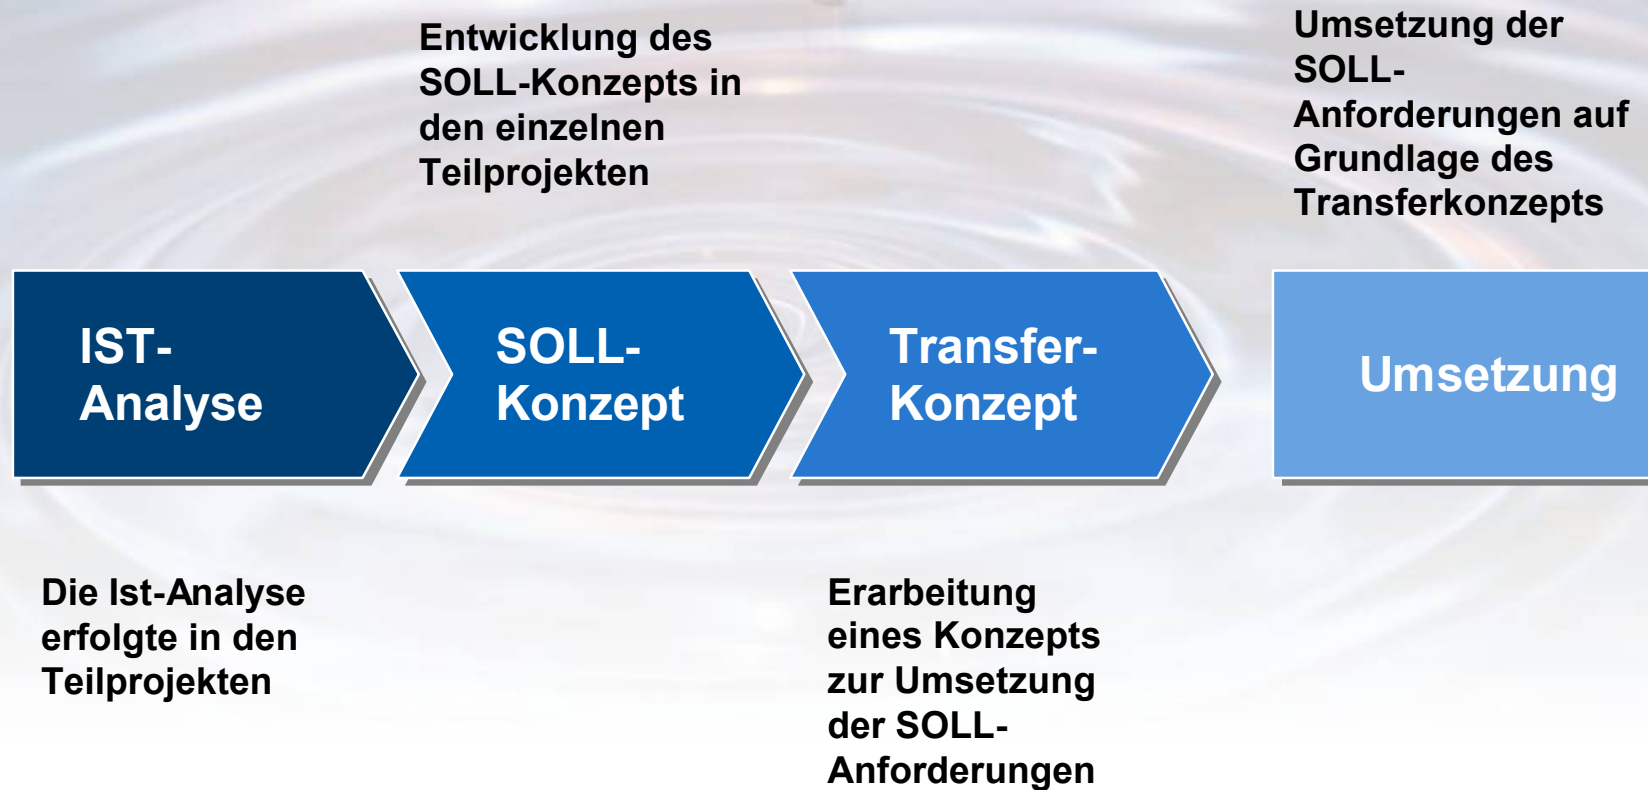 Entwicklung des
SOLL-Konzepts in
den einzelnen
Teilprojekten
Umsetzung der
SOLL-
Anforderungen auf
Grundlage des
Transferkonzepts
IST-
Analyse
SOLL-
Konzept
Transfer-
Konzept
Umsetzung
Die Ist-Analyse
erfolgte in den
Teilprojekten
Erarbeitung
eines Konzepts
zur Umsetzung
der SOLL-
Anforderungen